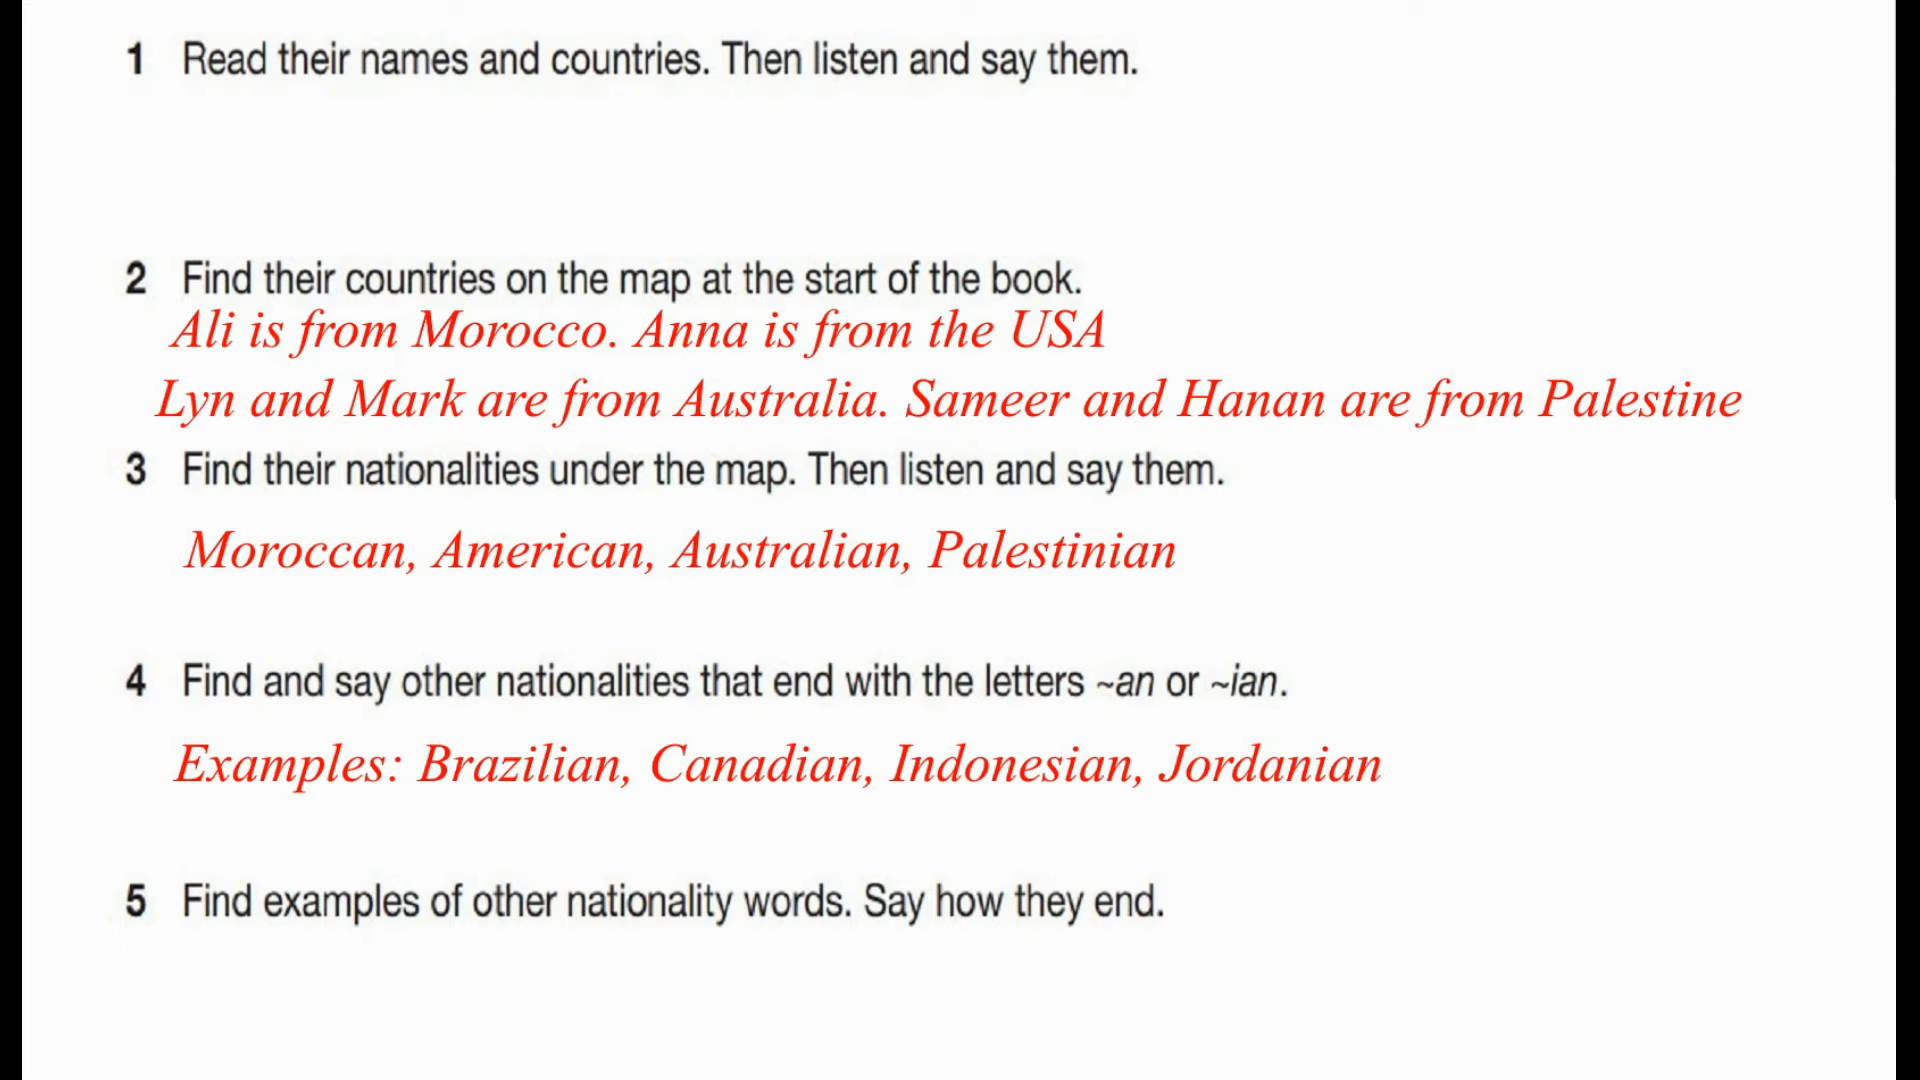 1 Read their names and countries. Then listen and say them.
2 Find their countries on the map at the start of the book.
Ali is from Morocco. Anna is from the USA
Lyn and Mark are from Australia. Sameer and Hanan are from Palestine
3 Find their nationalities under the map. Then listen and say them.
Moroccan, American, Australian, Palestinian
4 Find and say other nationalities that end with the letters ~an or ~ian.
Examples: Brazilian, Canadian, Indonesian, Jordanian
5 Find examples of other nationality words. Say how they end.